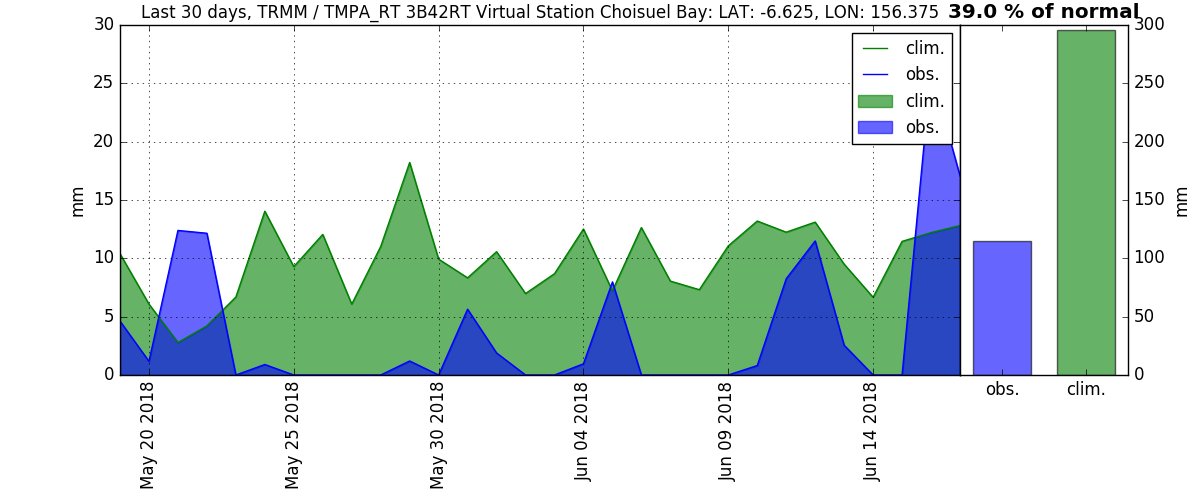 Last 30 days, TRMM / TMPA_RT 3B42RT Virtual Station Choisuel Bay: LAT: -6.625, LON: 156.375 39.0 % of normal
30
25
20
15
10
5
0
mm
clim.
obs.
clim.
obs.
300
250
200
150
100
50
0
mm
May 20 2018
May 25 2018
May 30 2018
Jun 04 2018
Jun 09 2018
Jun 14 2018
obs.
clim.